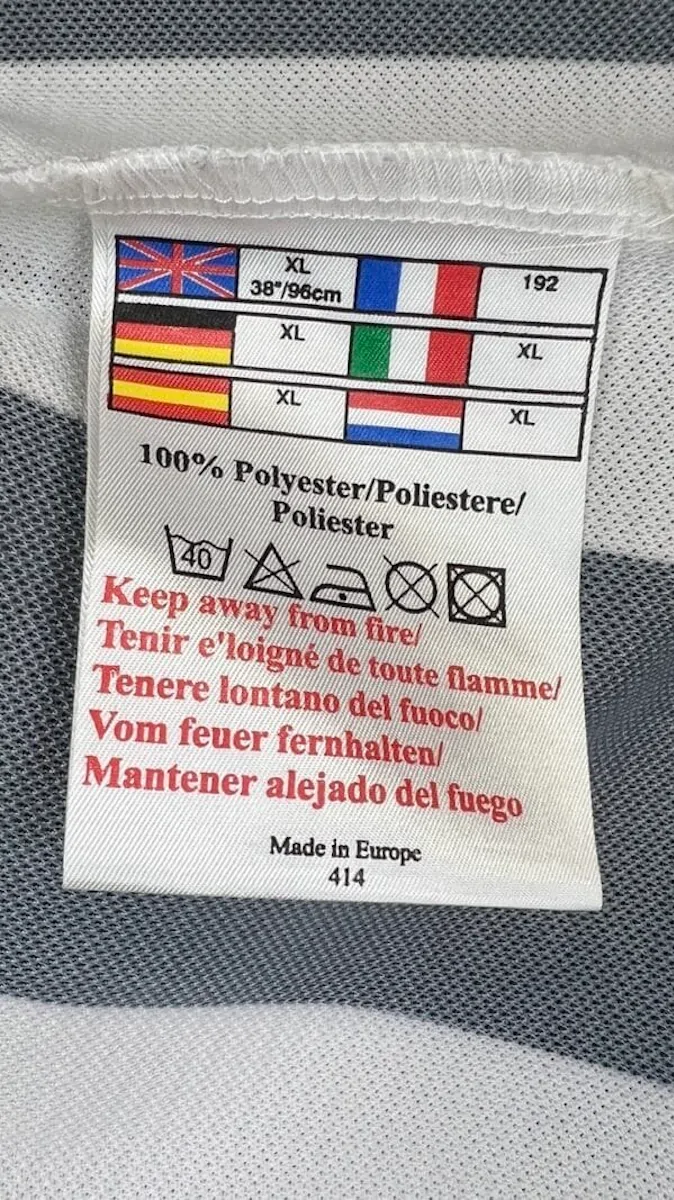 XL
38"/96cm
192
XL
XL
XL
XL
100% Polyester/Poliestere/
Poliester
40
Keep away from fire/
Tenir e'loigné de toute flamme/
Tenere lontano del fuoco/
Vom feuer fernhalten/
Mantener alejado del fuego
Made in Europe
414